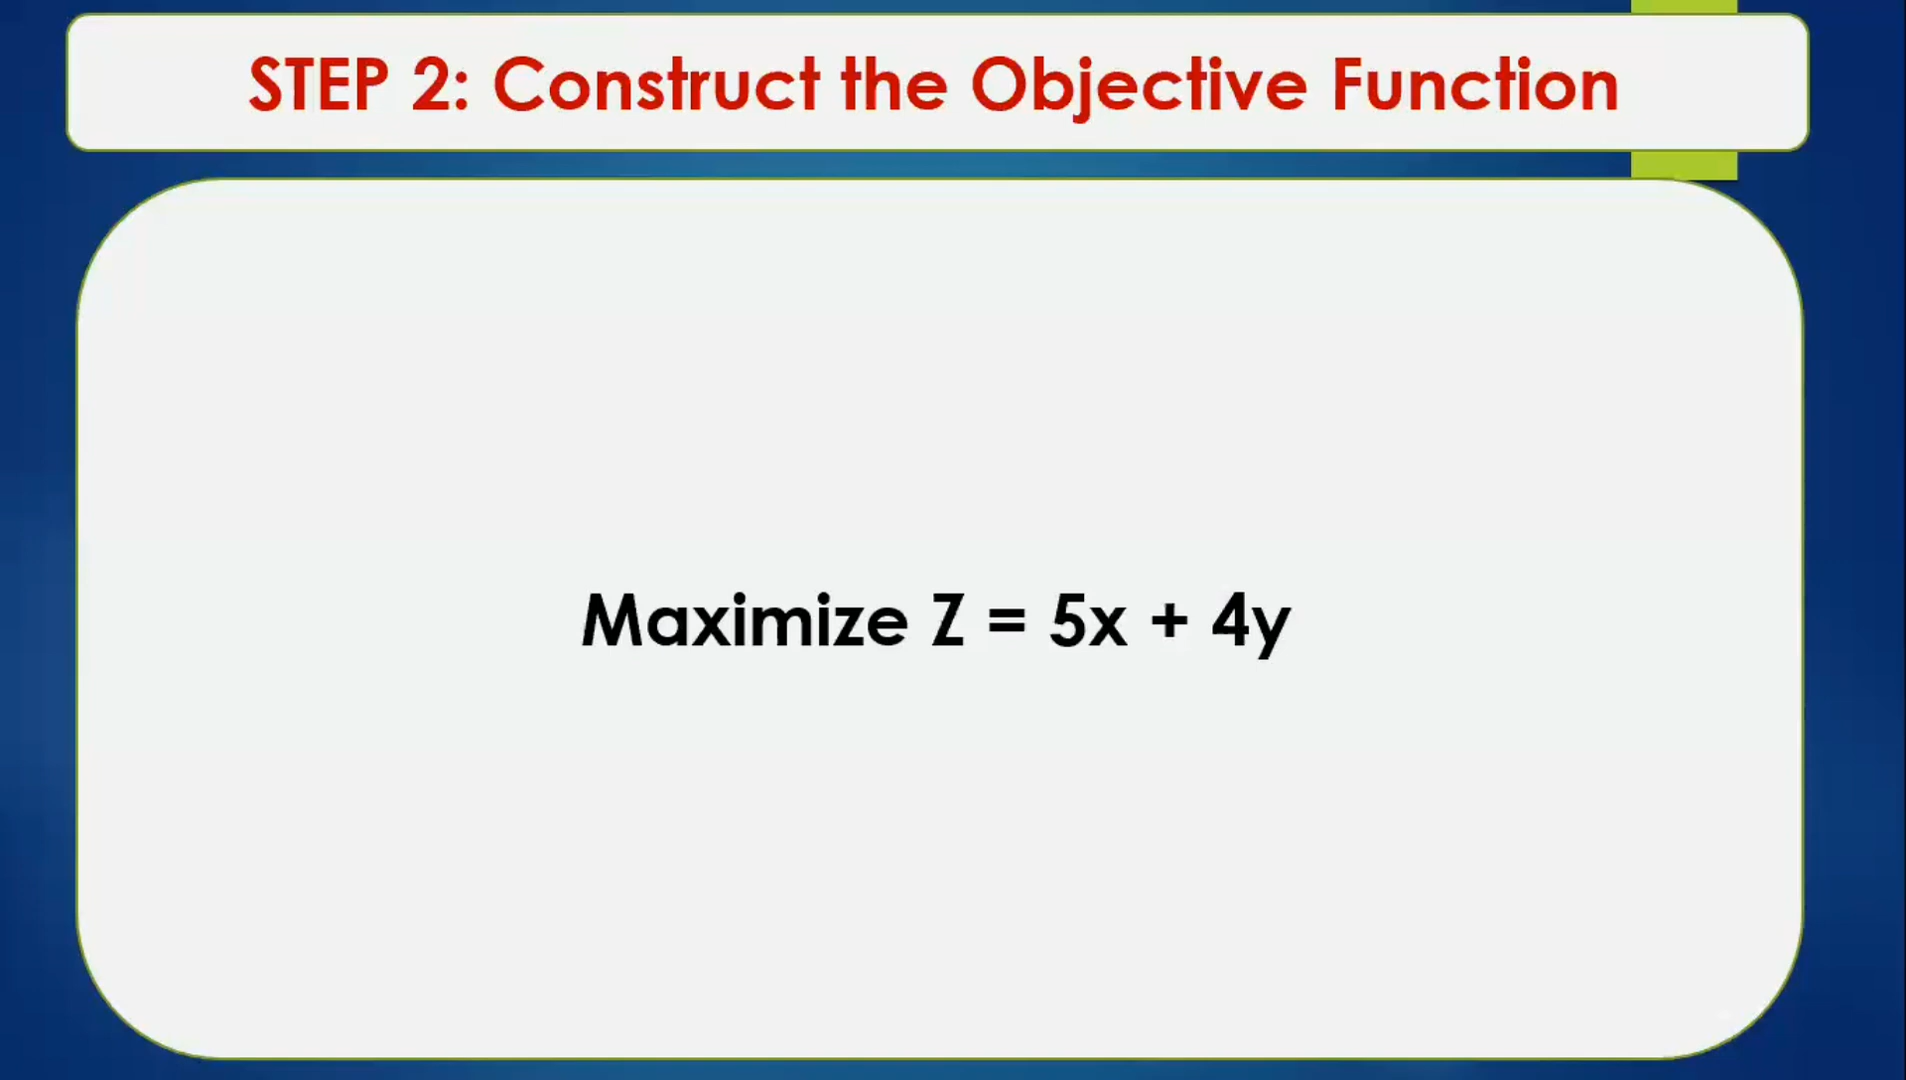 STEP 2: Construct the Objective Function
Maximize Z = 5x + 4y